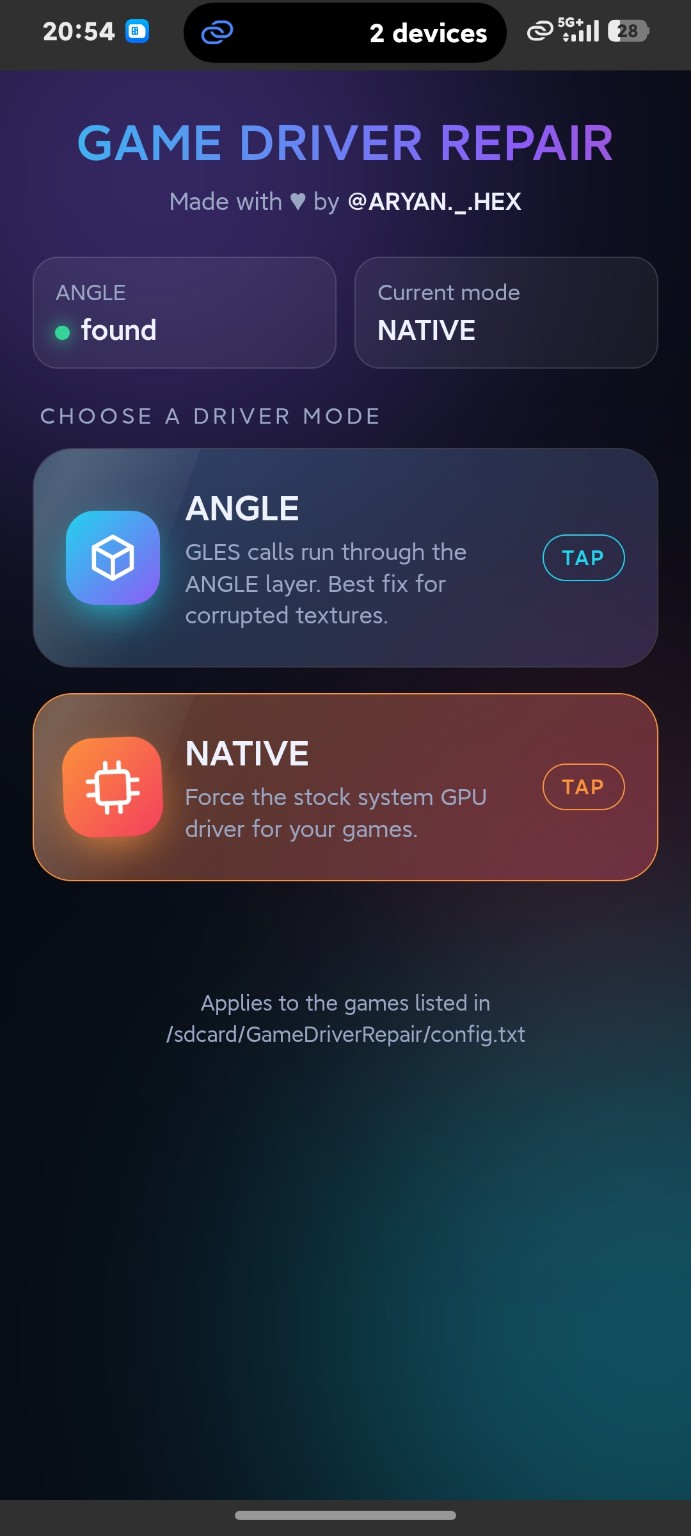 20:54
2 devices
5G+
28
GAME DRIVER REPAIR
Made with ♥ by @ARYAN._.HEX
ANGLE
found
Current mode
NATIVE
CHOOSE A DRIVER MODE
ANGLE
GLES calls run through the
ANGLE layer. Best fix for
corrupted textures.
TAP
NATIVE
Force the stock system GPU
driver for your games.
TAP
Applies to the games listed in
/sdcard/GameDriverRepair/config.txt